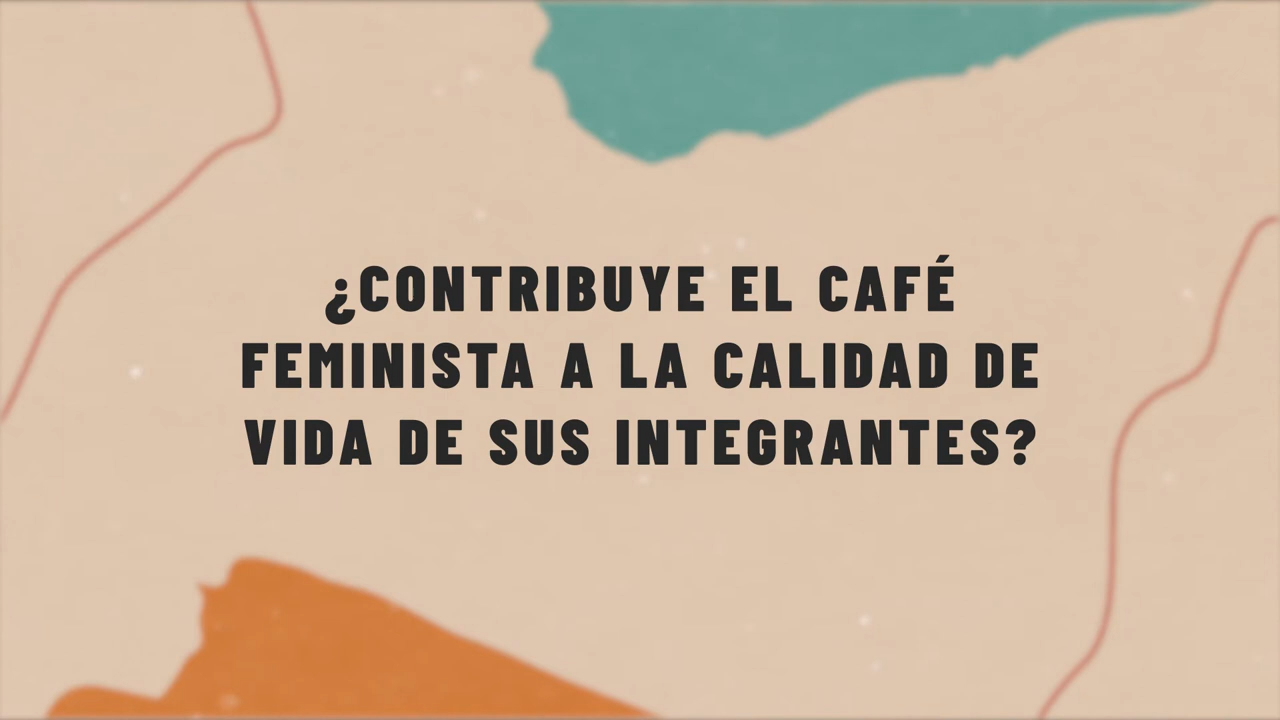 ¿CONTRIBUYE EL CAFÉ
FEMINISTA A LA CALIDAD DE
VIDA DE SUS INTEGRANTES?